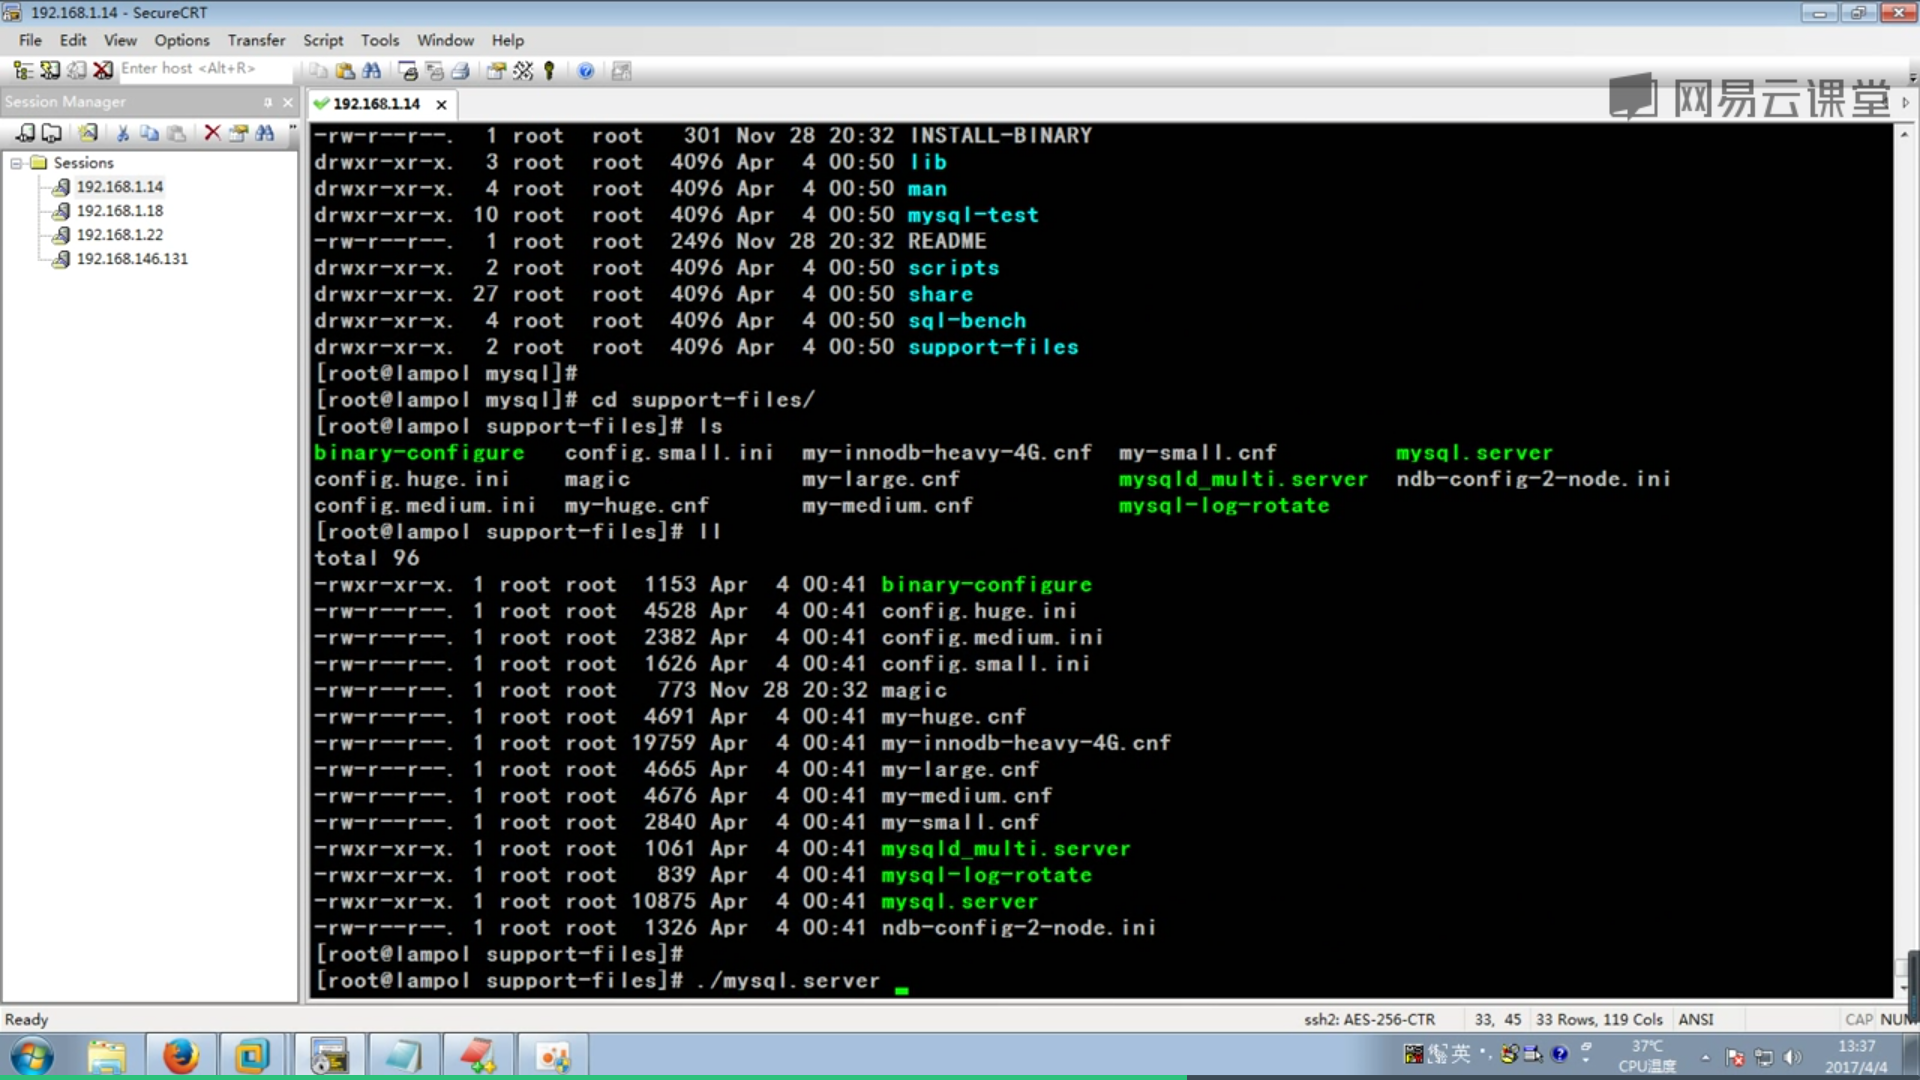 192.168.1.14 - SecureCRT
File Edit View Options Transfer Script Tools Window Help
Enter host <Alt+R>
网易云课堂
Session Manager
192.168.1.14
Sessions
192.168.1.14
192.168.1.18
192.168.1.22
192.168.146.131
-rw-r--r--. 1 root root 301 Nov 28 20:32 INSTALL-BINARY
drwxr-xr-x. 3 root root 4096 Apr 4 00:50 lib
drwxr-xr-x. 4 root root 4096 Apr 4 00:50 man
drwxr-xr-x. 10 root root 4096 Apr 4 00:50 mysql-test
-rw-r--r--. 1 root root 2496 Nov 28 20:32 README
drwxr-xr-x. 2 root root 4096 Apr 4 00:50 scripts
drwxr-xr-x. 27 root root 4096 Apr 4 00:50 share
drwxr-xr-x. 4 root root 4096 Apr 4 00:50 sql-bench
drwxr-xr-x. 2 root root 4096 Apr 4 00:50 support-files
[root@lampol mysql]#
[root@lampol mysql]# cd support-files/
[root@lampol support-files]# ls
binary-configure config.small.ini my-innodb-heavy-4G.cnf my-small.cnf mysql.server
config.huge.ini magic my-large.cnf mysqld_multi.server ndb-config-2-node.ini
config.medium.ini my-huge.cnf my-medium.cnf mysql-log-rotate
[root@lampol support-files]# ll
total 96
-rwxr-xr-x. 1 root root 1153 Apr 4 00:41 binary-configure
-rw-r--r--. 1 root root 4528 Apr 4 00:41 config.huge.ini
-rw-r--r--. 1 root root 2382 Apr 4 00:41 config.medium.ini
-rw-r--r--. 1 root root 1626 Apr 4 00:41 config.small.ini
-rw-r--r--. 1 root root 773 Nov 28 20:32 magic
-rw-r--r--. 1 root root 4691 Apr 4 00:41 my-huge.cnf
-rw-r--r--. 1 root root 19759 Apr 4 00:41 my-innodb-heavy-4G.cnf
-rw-r--r--. 1 root root 4665 Apr 4 00:41 my-large.cnf
-rw-r--r--. 1 root root 4676 Apr 4 00:41 my-medium.cnf
-rw-r--r--. 1 root root 2840 Apr 4 00:41 my-small.cnf
-rwxr-xr-x. 1 root root 1061 Apr 4 00:41 mysqld_multi.server
-rwxr-xr-x. 1 root root 839 Apr 4 00:41 mysql-log-rotate
-rwxr-xr-x. 1 root root 10875 Apr 4 00:41 mysql.server
-rw-r--r--. 1 root root 1326 Apr 4 00:41 ndb-config-2-node.ini
[root@lampol support-files]#
[root@lampol support-files]# ./mysql.server
Ready ssh2: AES-256-CTR 33, 45 33 Rows, 119 Cols ANSI CAP NUM
英
37℃
CPU温度
13:37
2017/4/4